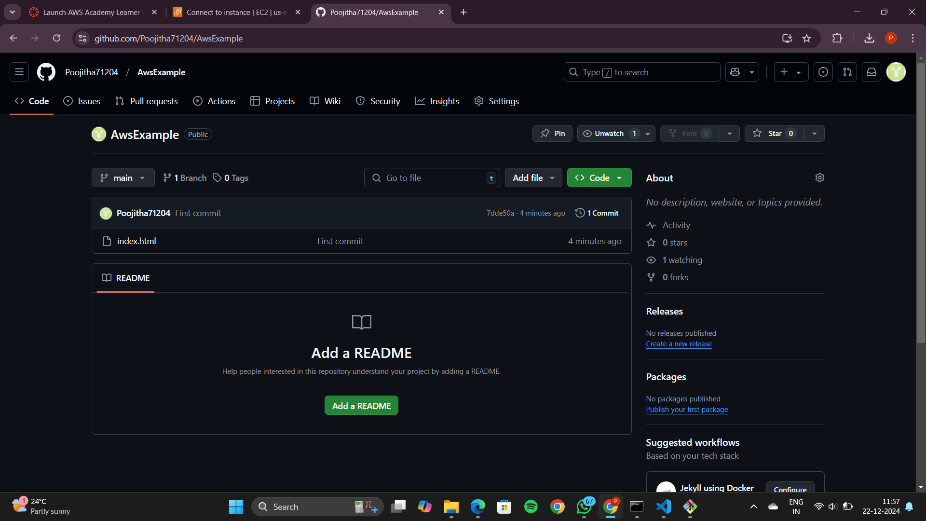 Launch AWS Academy Learner
Connect to instance | EC2 | us-e
Poojitha71204/AwsExample
github.com/Poojitha71204/AwsExample
P
Poojitha71204 / AwsExample
Type / to search
Code
Issues
Pull requests
Actions
Projects
Wiki
Security
Insights
Settings
AwsExample Public
Pin
Unwatch 1
Fork 0
Star 0
main
1 Branch
0 Tags
Go to file t
Add file
Code
Poojitha71204 First commit
7dde50a · 4 minutes ago
1 Commit
index.html
First commit
4 minutes ago
README
Add a README
Help people interested in this repository understand your project by adding a README.
Add a README
About
No description, website, or topics provided.
Activity
0 stars
1 watching
0 forks
Releases
No releases published
Create a new release
Packages
No packages published
Publish your first package
Suggested workflows
Based on your tech stack
Jekyll using Docker
Configure
1
24°C
Partly sunny
Search
67
P
ENG
IN
11:57
22-12-2024